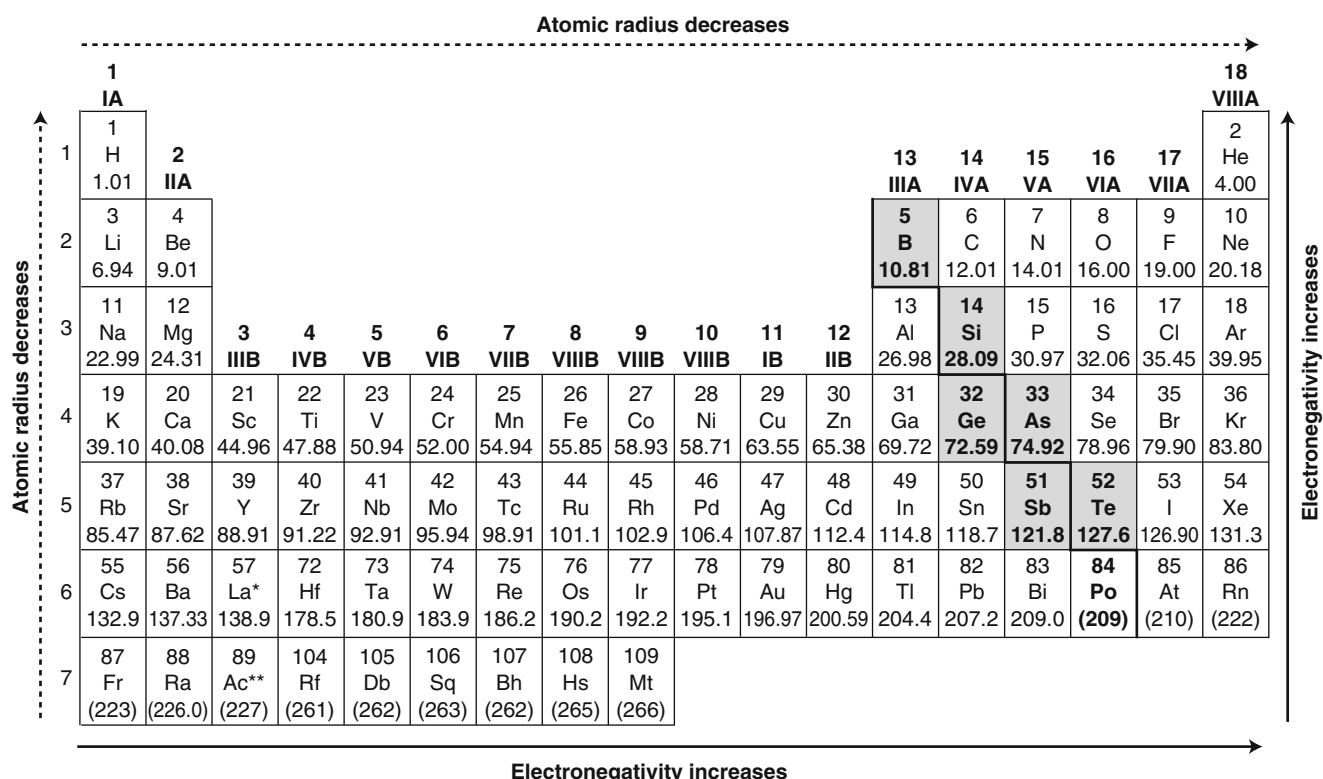 Atomic radius decreases
1 18
IA VIIIA
1 2
1 H 2 13 14 15 16 17 He
1.01 IIA IIIA IVA VA VIA VIIA 4.00
3 4 5 6 7 8 9 10
2 Li Be B C N O F Ne
6.94 9.01 10.81 12.01 14.01 16.00 19.00 20.18
11 12 13 14 15 16 17 18
3 Na Mg 3 4 5 6 7 8 9 10 11 12 Al Si P S Cl Ar
22.99 24.31 IIIB IVB VB VIB VIIB VIIIB VIIIB VIIIB IB IIB 26.98 28.09 30.97 32.06 35.45 39.95
19 20 21 22 23 24 25 26 27 28 29 30 31 32 33 34 35 36
4 K Ca Sc Ti V Cr Mn Fe Co Ni Cu Zn Ga Ge As Se Br Kr
39.10 40.08 44.96 47.88 50.94 52.00 54.94 55.85 58.93 58.71 63.55 65.38 69.72 72.59 74.92 78.96 79.90 83.80
37 38 39 40 41 42 43 44 45 46 47 48 49 50 51 52 53 54
5 Rb Sr Y Zr Nb Mo Tc Ru Rh Pd Ag Cd In Sn Sb Te I Xe
85.47 87.62 88.91 91.22 92.91 95.94 98.91 101.1 102.9 106.4 107.87 112.4 114.8 118.7 121.8 127.6 126.90 131.3
55 56 57 72 73 74 75 76 77 78 79 80 81 82 83 84 85 86
6 Cs Ba La* Hf Ta W Re Os Ir Pt Au Hg Tl Pb Bi Po At Rn
132.9 137.33 138.9 178.5 180.9 183.9 186.2 190.2 192.2 195.1 196.97 200.59 204.4 207.2 209.0 (209) (210) (222)
87 88 89 104 105 106 107 108 109
7 Fr Ra Ac** Rf Db Sq Bh Hs Mt
(223) (226.0) (227) (261) (262) (263) (262) (265) (266)
Atomic radius decreases
Electronegativity increases
Electronegativity increases